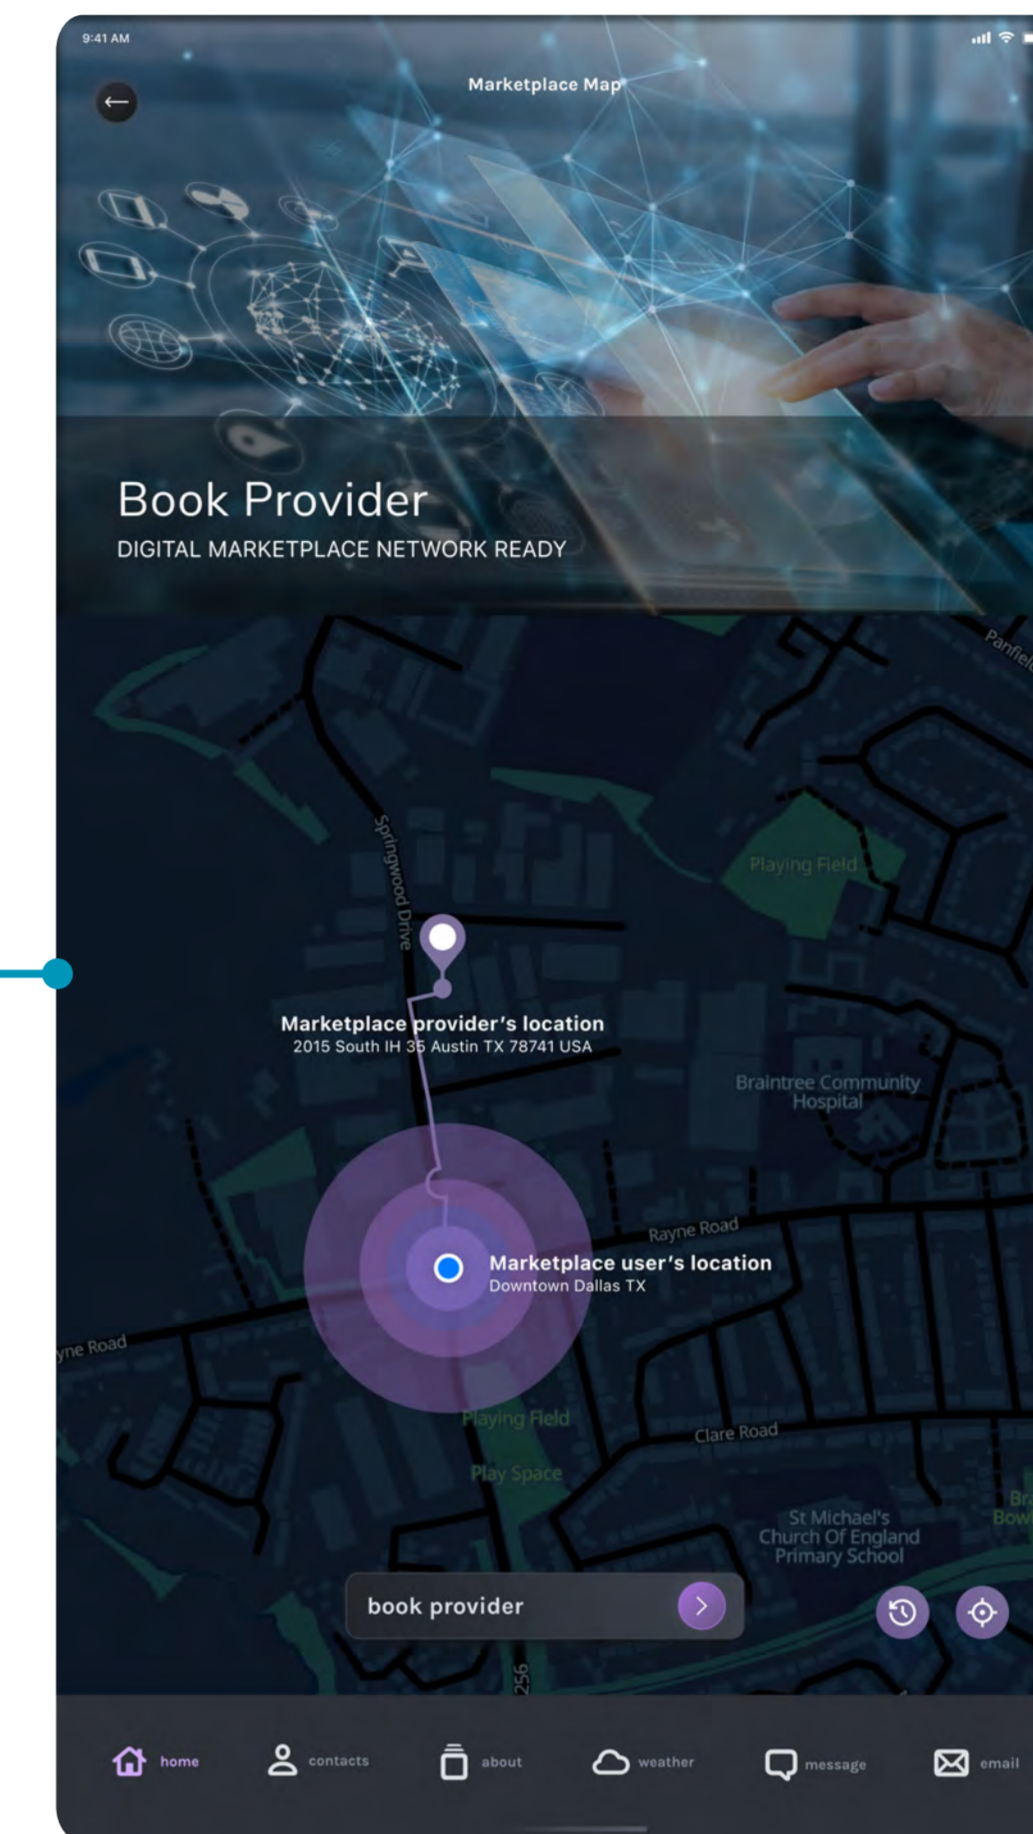 9:41 AM
Marketplace Map
Book Provider
DIGITAL MARKETPLACE NETWORK READY
Springwood Drive
Playing Field
Marketplace provider's location
2015 South IH 35 Austin TX 78741 USA
Braintree Community
Hospital
Rayne Road
Marketplace user's location
Downtown Dallas TX
yne Road
Playing Field
Clare Road
Play Space
St Michael's
Church Of England
Primary School
book provider
256
home
contacts
about
weather
message
email